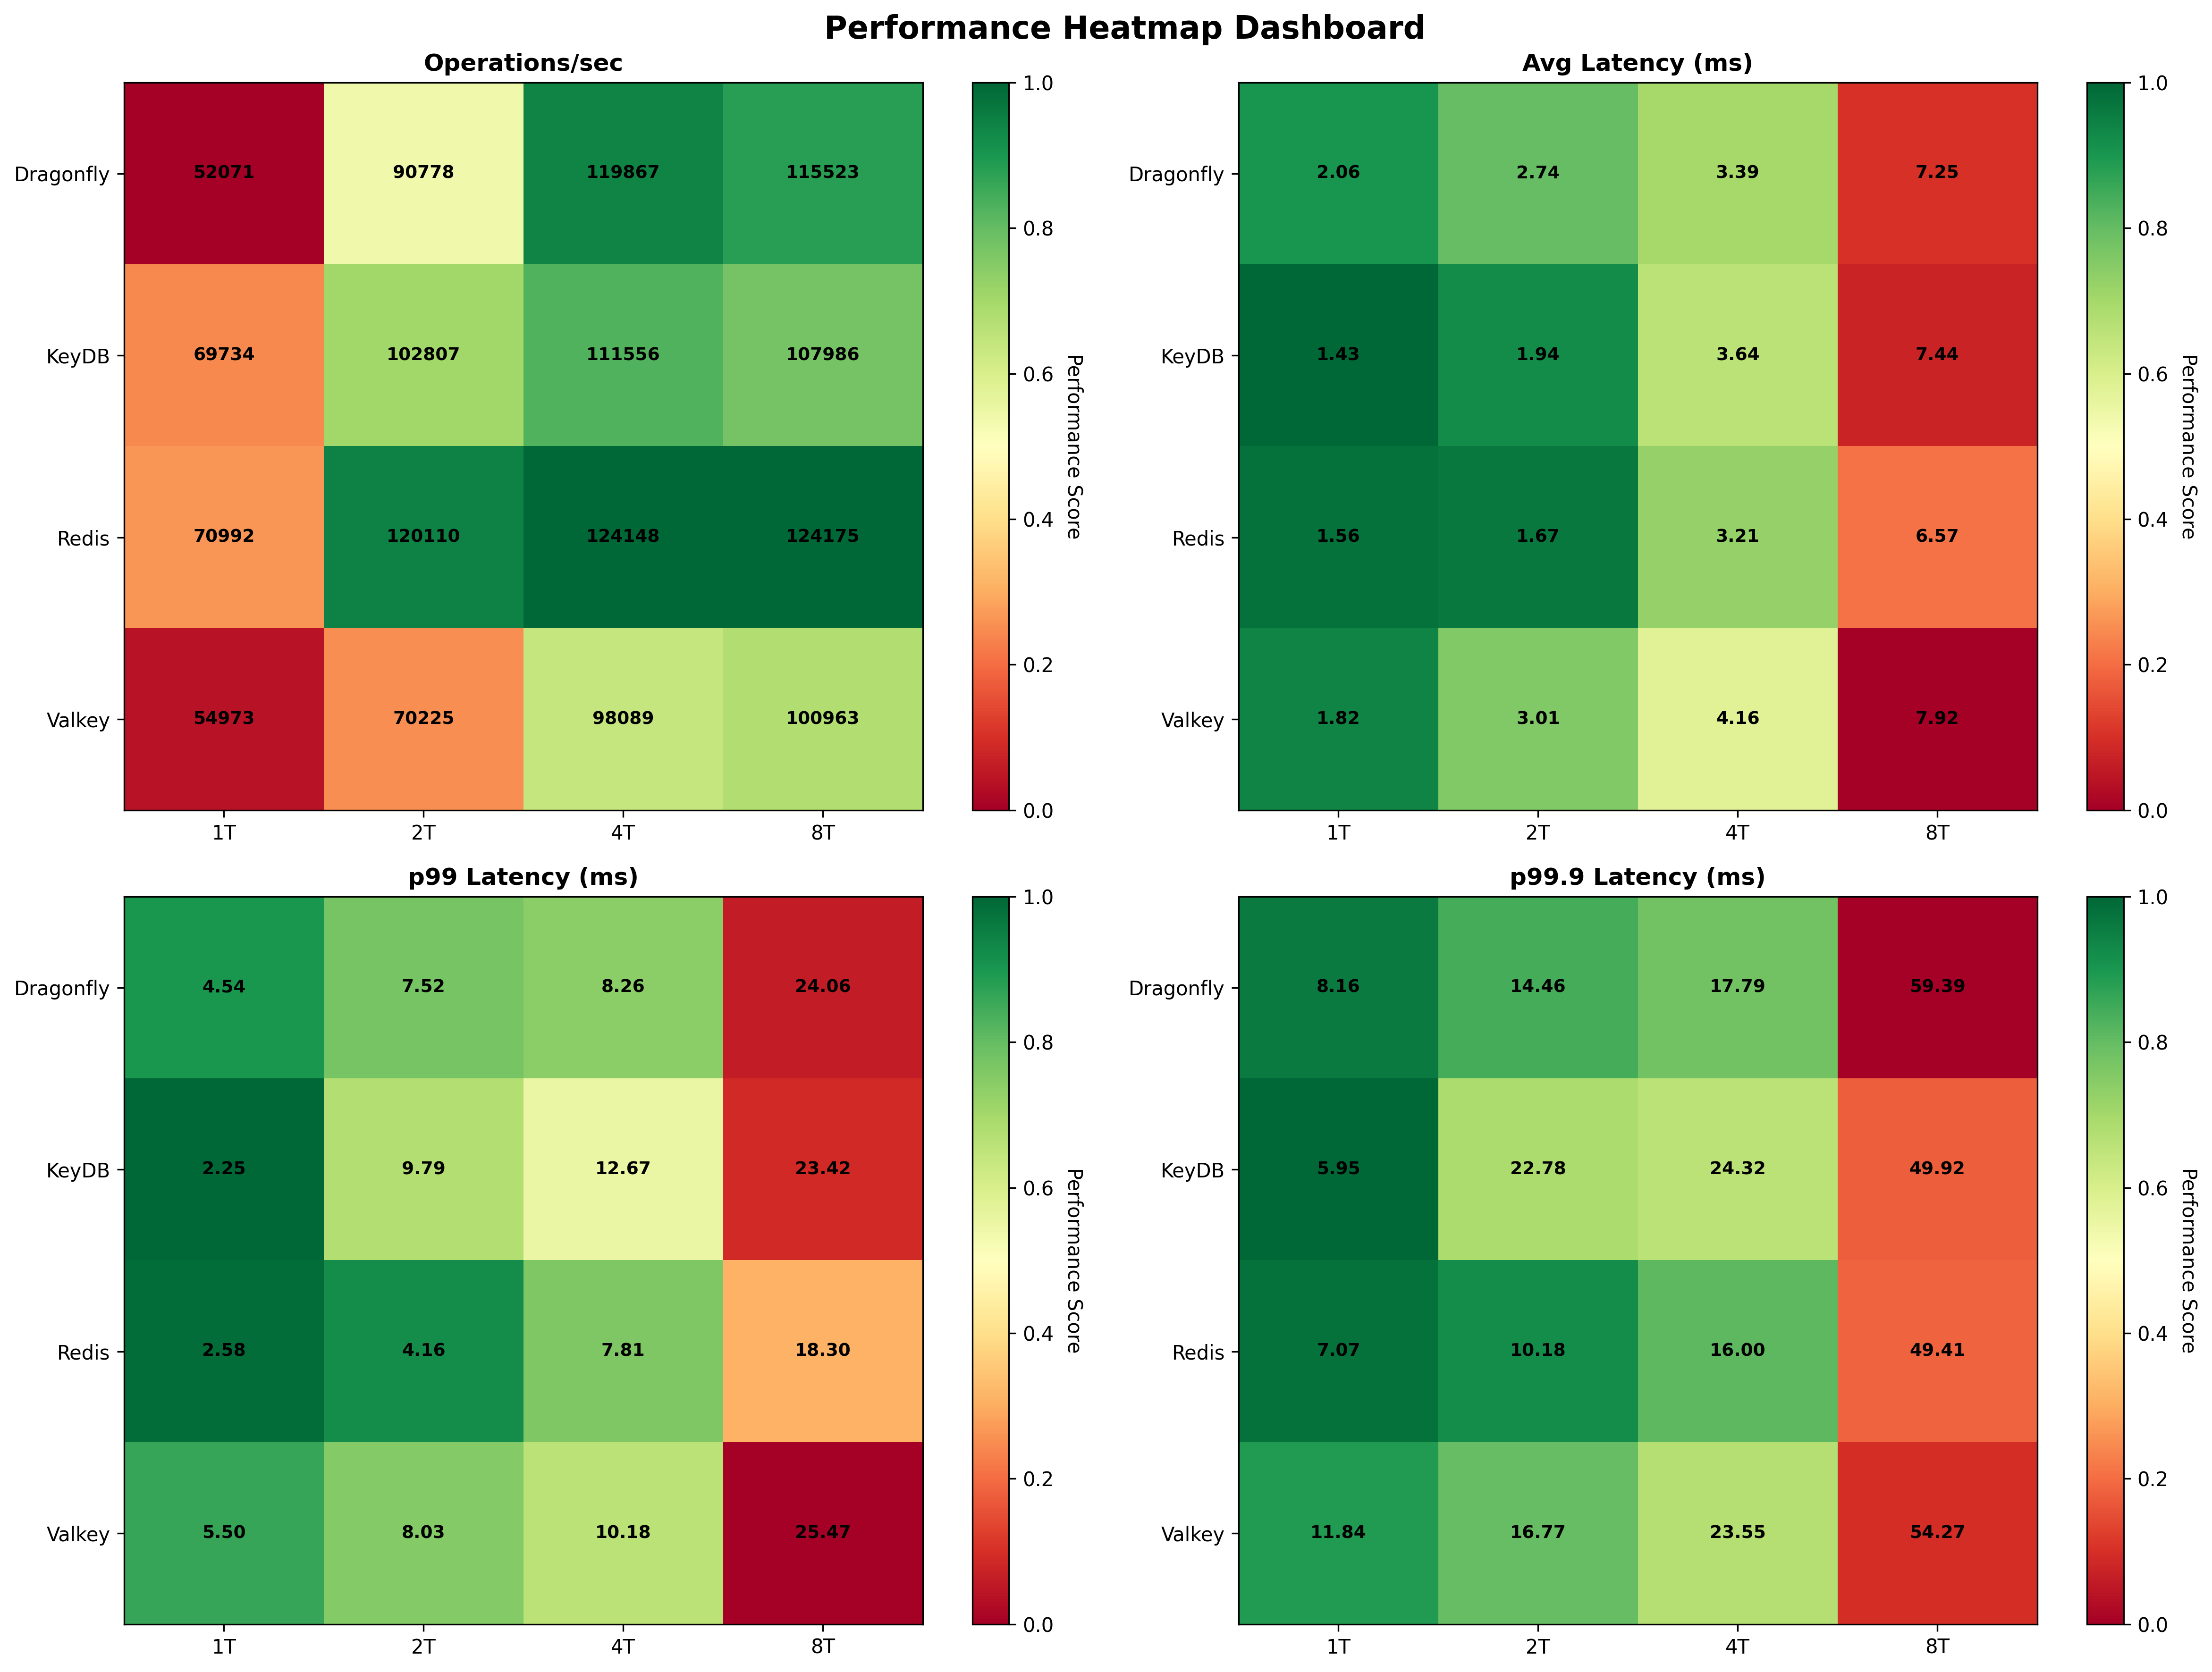 Performance Heatmap Dashboard
Operations/sec
Dragonfly 52071 90778 119867 115523
KeyDB 69734 102807 111556 107986
Redis 70992 120110 124148 124175
Valkey 54973 70225 98089 100963
1T 2T 4T 8T
1.0
0.8
0.6
0.4
0.2
0.0
Performance Score
Avg Latency (ms)
Dragonfly 2.06 2.74 3.39 7.25
KeyDB 1.43 1.94 3.64 7.44
Redis 1.56 1.67 3.21 6.57
Valkey 1.82 3.01 4.16 7.92
1T 2T 4T 8T
1.0
0.8
0.6
0.4
0.2
0.0
Performance Score
p99 Latency (ms)
Dragonfly 4.54 7.52 8.26 24.06
KeyDB 2.25 9.79 12.67 23.42
Redis 2.58 4.16 7.81 18.30
Valkey 5.50 8.03 10.18 25.47
1T 2T 4T 8T
1.0
0.8
0.6
0.4
0.2
0.0
Performance Score
p99.9 Latency (ms)
Dragonfly 8.16 14.46 17.79 59.39
KeyDB 5.95 22.78 24.32 49.92
Redis 7.07 10.18 16.00 49.41
Valkey 11.84 16.77 23.55 54.27
1T 2T 4T 8T
1.0
0.8
0.6
0.4
0.2
0.0
Performance Score